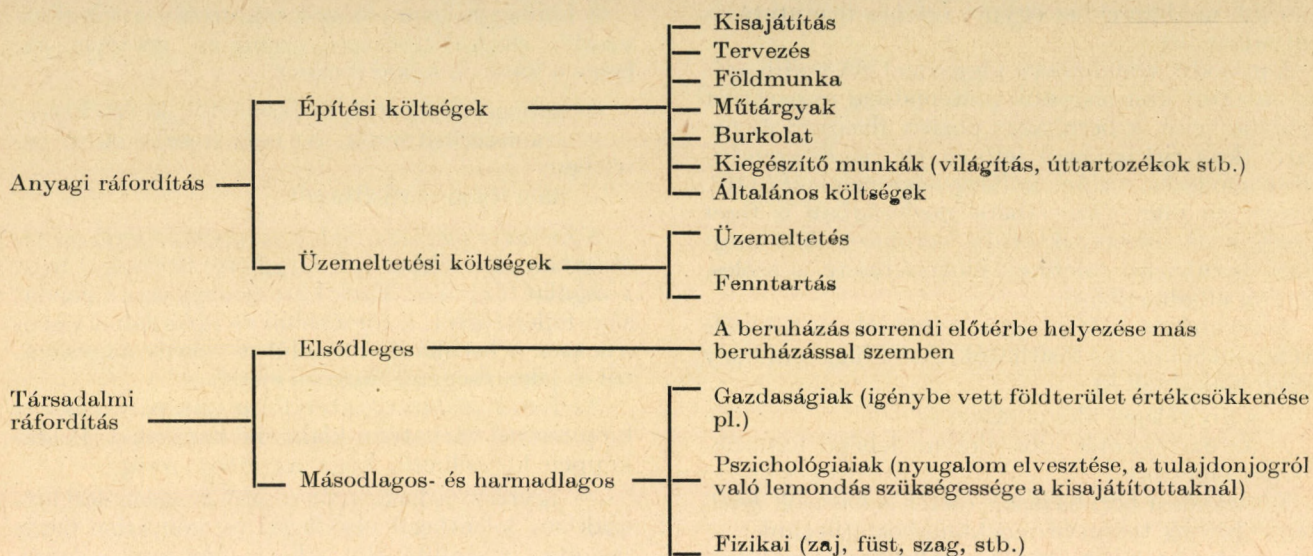 Anyagi ráfordítás
Építési költségek
Kisajátítás
Tervezés
Földmunka
Műtárgyak
Burkolat
Kiegészítő munkák (világítás, úttartozékok stb.)
Általános költségek
Üzemeltetési költségek
Üzemeltetés
Fenntartás
Társadalmi
ráfordítás
Elsődleges
A beruházás sorrendi előtérbe helyezése más
beruházással szemben
Másodlagos- és harmadlagos
Gazdaságiak (igénybe vett földterület értékcsökkenése
pl.)
Pszichológiaiak (nyugalom elvesztése, a tulajdonjogról
való lemondás szükségessége a kisajátítottaknál)
Fizikai (zaj, füst, szag, stb.)